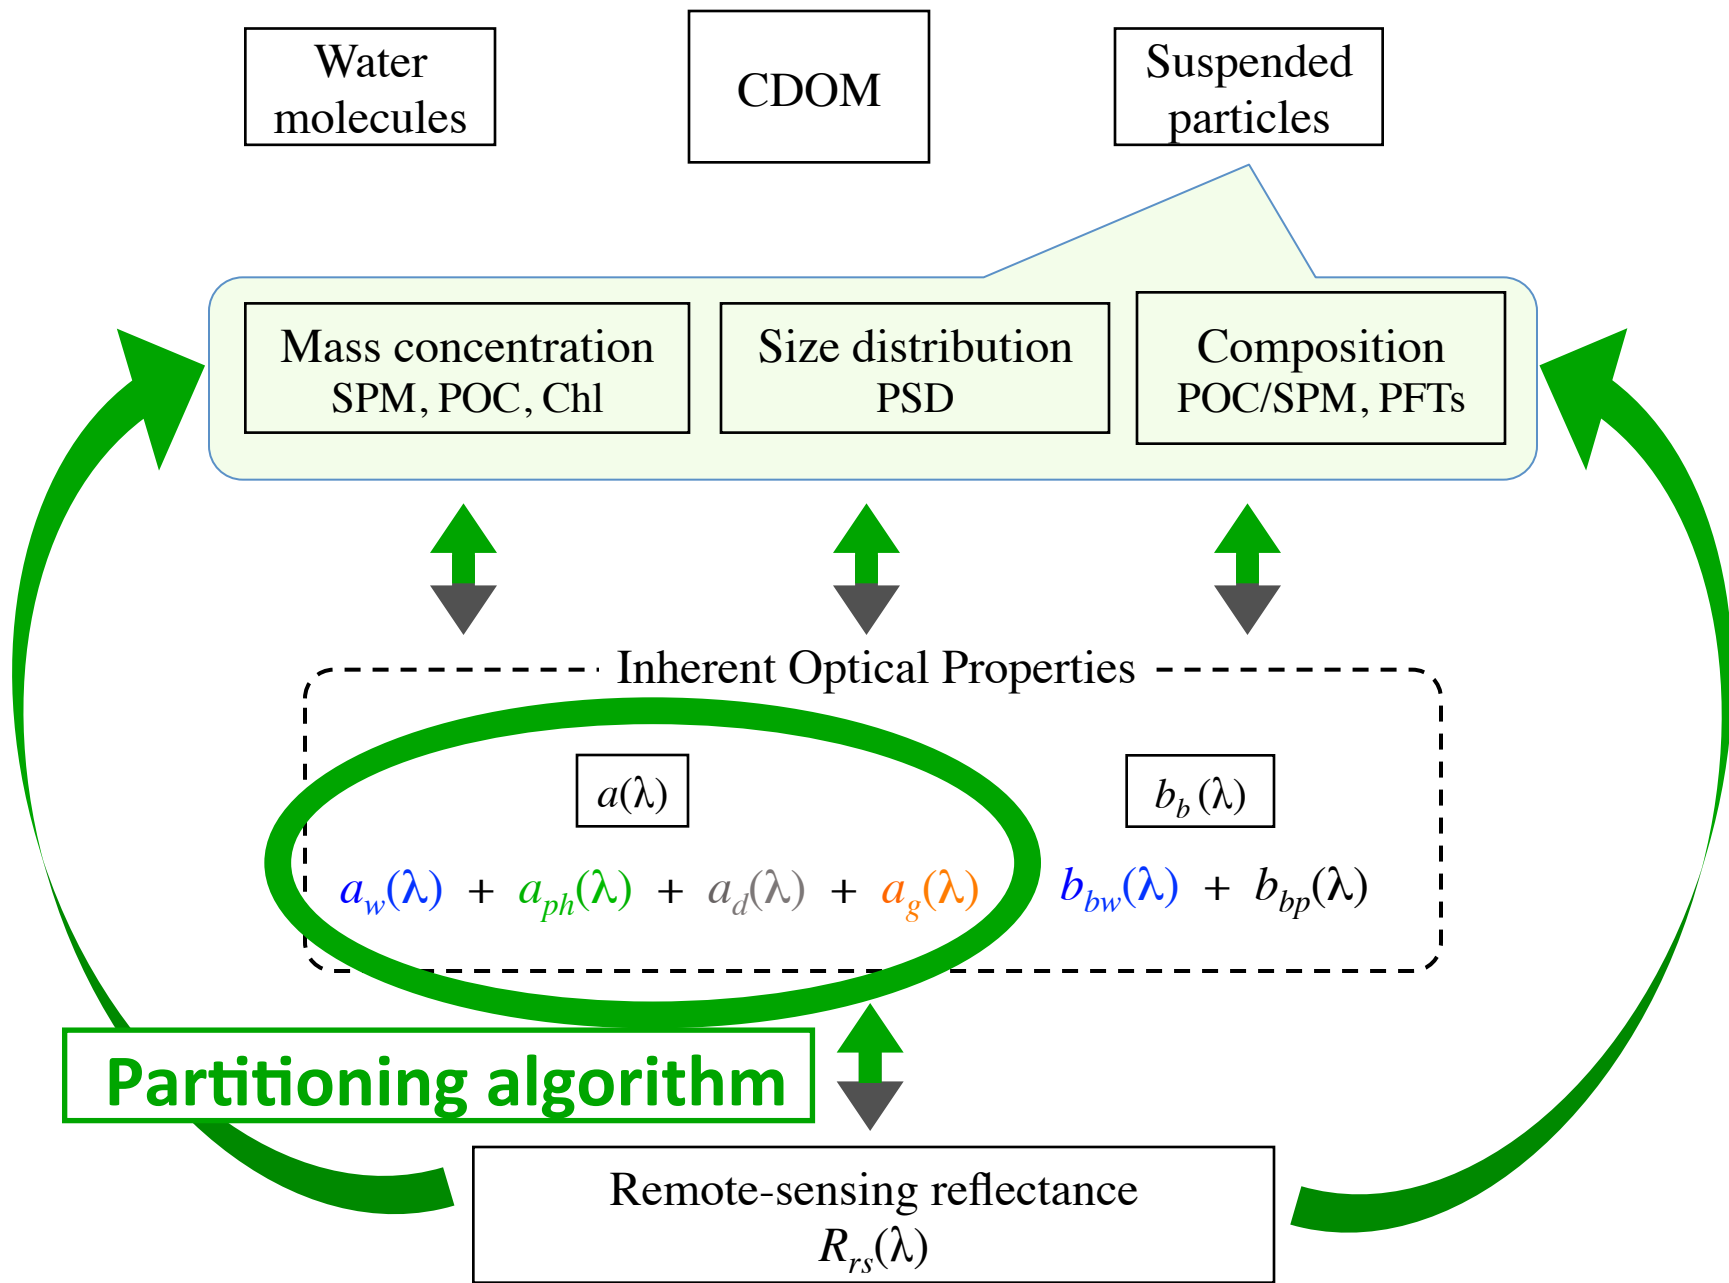 Water
molecules
CDOM
Suspended
particles
Mass concentration
SPM, POC, Chl
Size distribution
PSD
Composition
POC/SPM, PFTs
Inherent Optical Properties
a(λ)
b_b(λ)
a_w(λ) + a_ph(λ) + a_d(λ) + a_g(λ)
b_bw(λ) + b_bp(λ)
Partitioning algorithm
Remote-sensing reflectance
R_rs(λ)